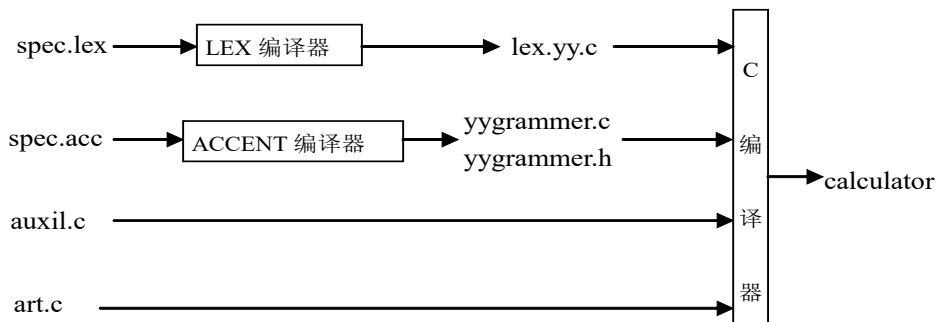 spec.lex
LEX 编译器
lex.yy.c
spec.acc
ACCENT 编译器
yygrammer.c
yygrammer.h
auxil.c
art.c
C
编
译
器
calculator